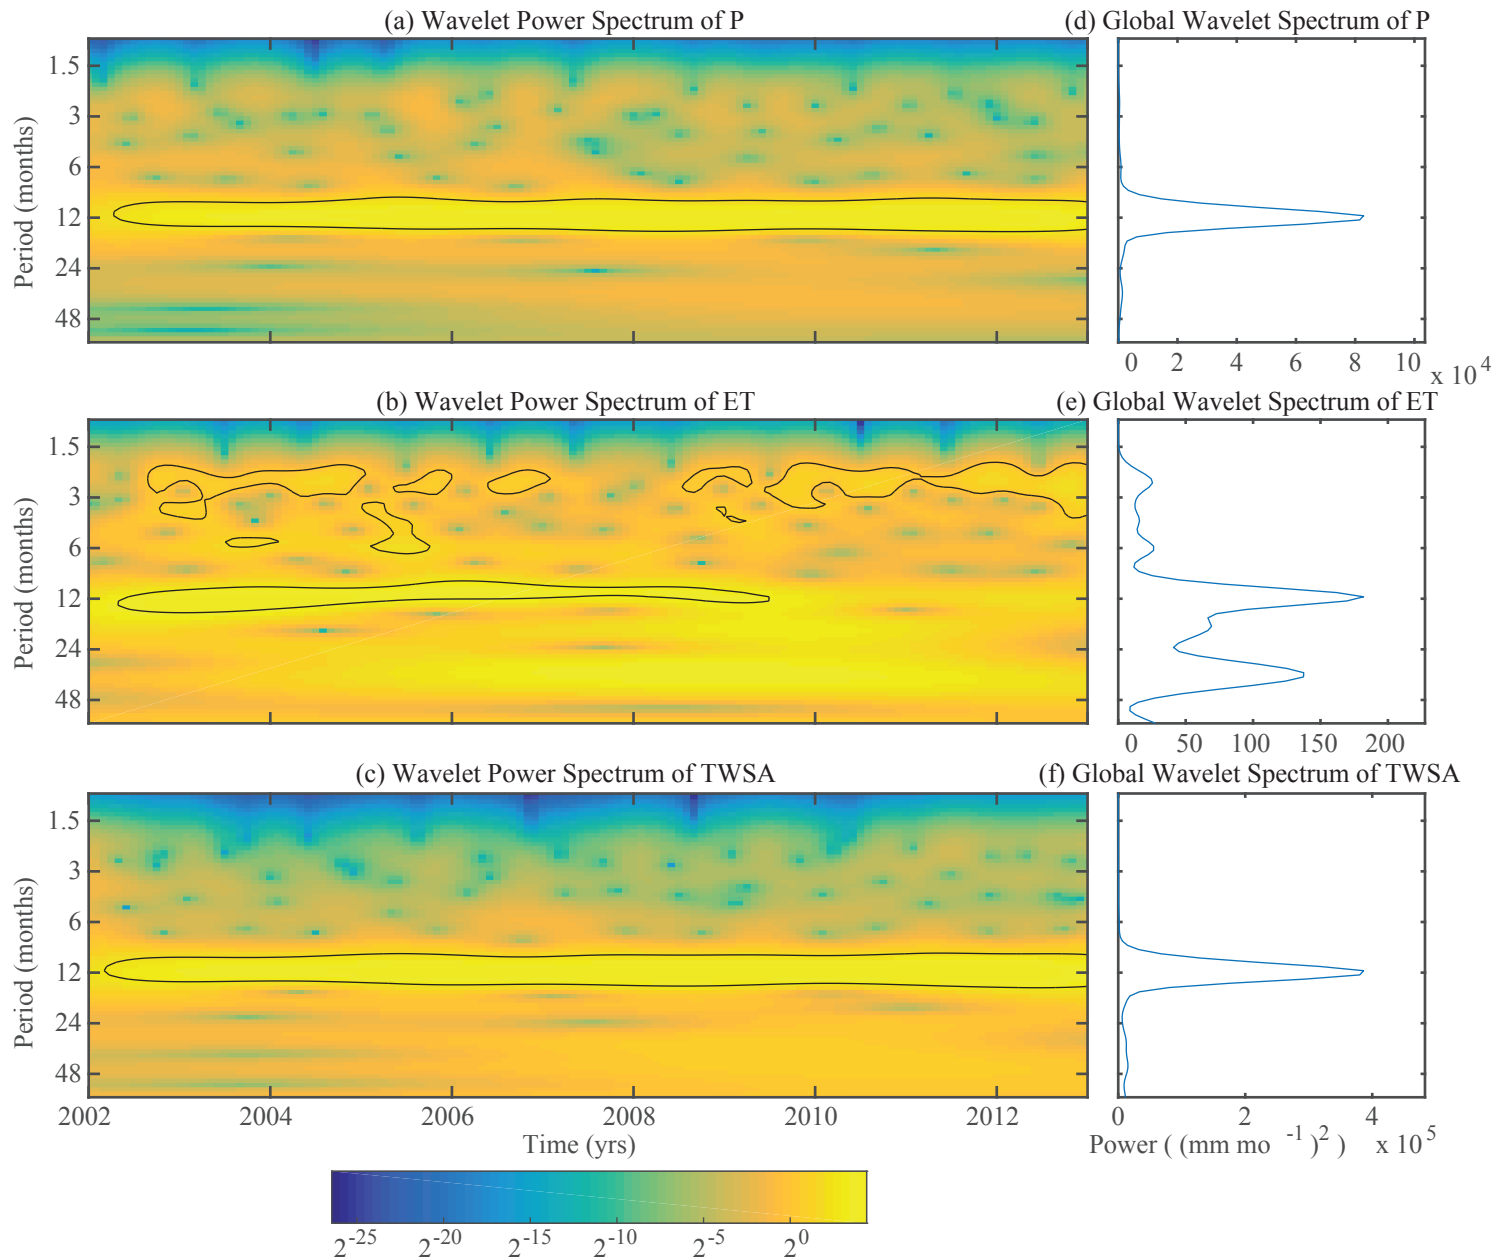 (a) Wavelet Power Spectrum of P
(d) Global Wavelet Spectrum of P
Period (months)
1.5
3
6
12
24
48
0 2 4 6 8 10
x 10^4
(b) Wavelet Power Spectrum of ET
(e) Global Wavelet Spectrum of ET
Period (months)
1.5
3
6
12
24
48
0 50 100 150 200
(c) Wavelet Power Spectrum of TWSA
(f) Global Wavelet Spectrum of TWSA
Period (months)
1.5
3
6
12
24
48
2002 2004 2006 2008 2010 2012
Time (yrs)
0 2 4
Power ( (mm mo ^-1 )^2 ) x 10^5
2^-25 2^-20 2^-15 2^-10 2^-5 2^0